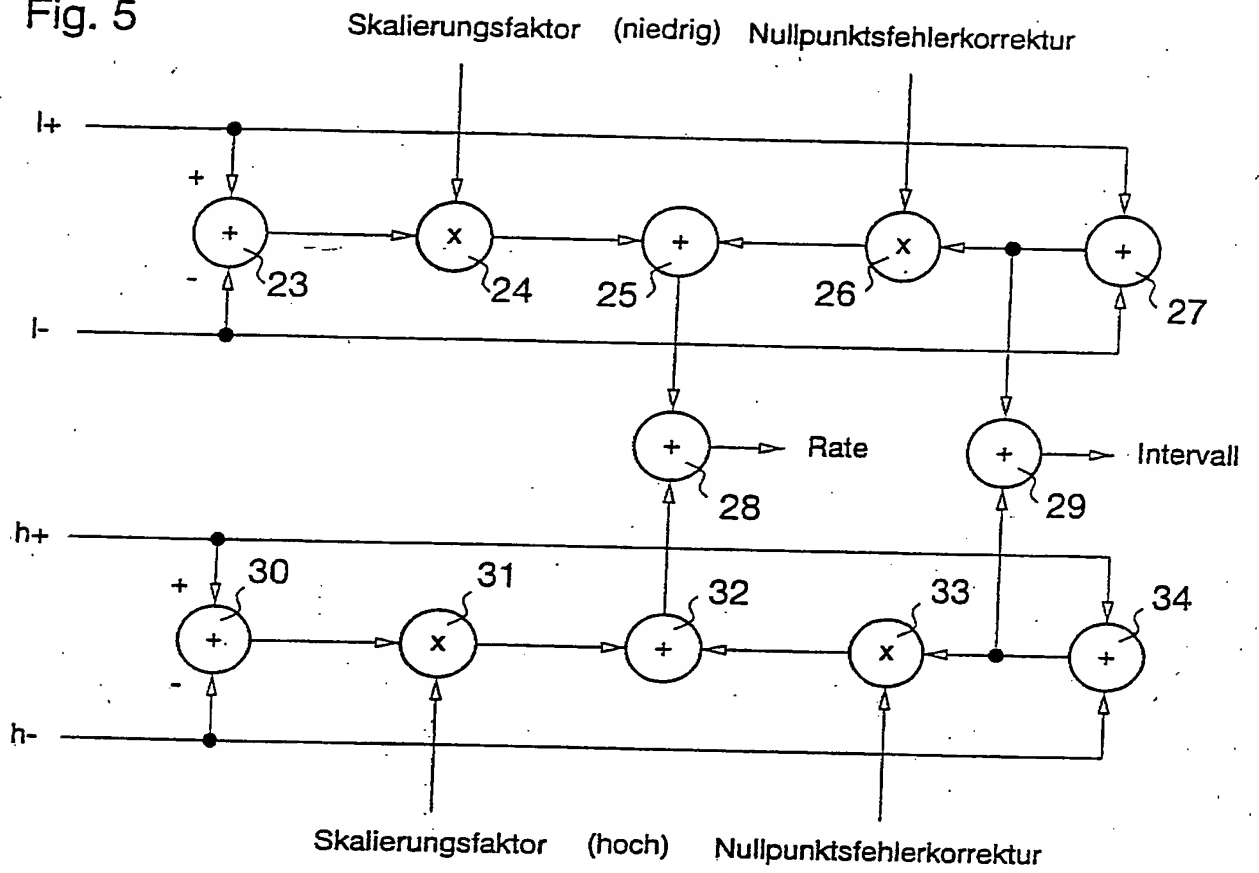 Fig. 5
Skalierungsfaktor (niedrig) Nullpunktsfehlerkorrektur
l+
+
+ x + x +
- 23 24 25 26 27
l-
+ Rate + Intervall
28 29
h+
+ 30 31 32 33 34
+ x + x +
-
h-
Skalierungsfaktor (hoch) Nullpunktsfehlerkorrektur